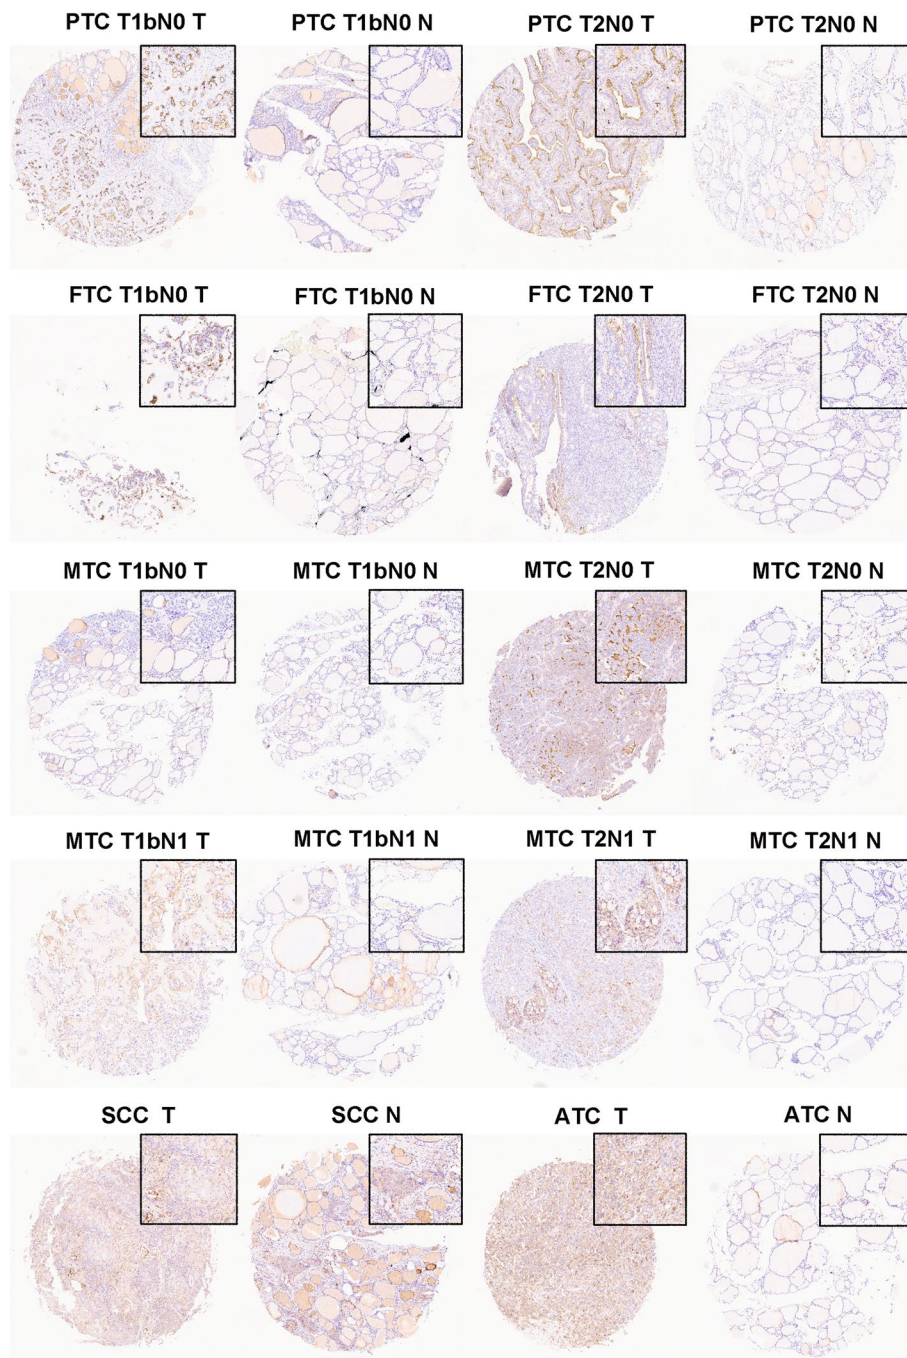 PTC T1bN0 T PTC T1bN0 N PTC T2N0 T PTC T2N0 N
FTC T1bN0 T FTC T1bN0 N FTC T2N0 T FTC T2N0 N
MTC T1bN0 T MTC T1bN0 N MTC T2N0 T MTC T2N0 N
MTC T1bN1 T MTC T1bN1 N MTC T2N1 T MTC T2N1 N
SCC T SCC N ATC T ATC N